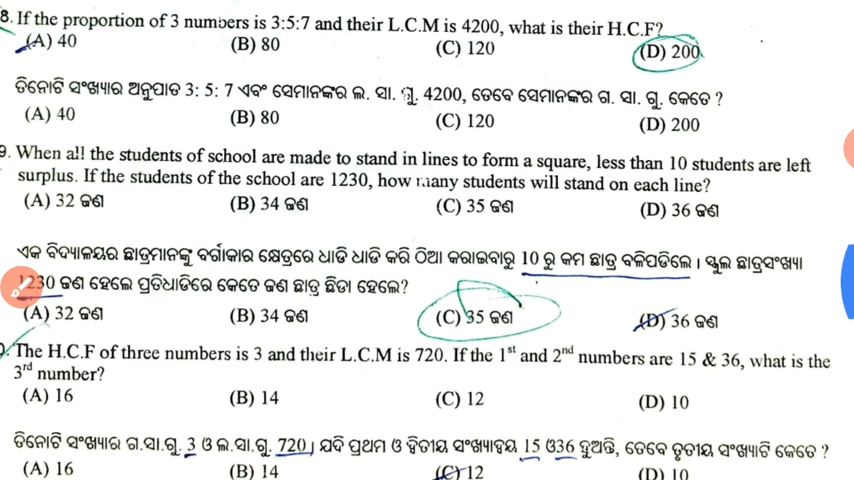 8. If the proportion of 3 numbers is 3:5:7 and their L.C.M is 4200, what is their H.C.F?
(A) 40 (B) 80 (C) 120 (D) 200
ତିନୋଟି ସଂଖ୍ୟାର ଅନୁପାତ 3: 5: 7 ଏବଂ ସେମାନଙ୍କର ଲ. ସା. ଗୁ. 4200, ତେବେ ସେମାନଙ୍କର ଗ. ସା. ଗୁ. କେତେ ?
(A) 40 (B) 80 (C) 120 (D) 200
9. When all the students of school are made to stand in lines to form a square, less than 10 students are left
surplus. If the students of the school are 1230, how many students will stand on each line?
(A) 32 ଜଣ (B) 34 ଜଣ (C) 35 ଜଣ (D) 36 ଜଣ
ଏକ ବିଦ୍ୟାଳୟର ଛାତ୍ରମାନଙ୍କୁ ବର୍ଗାକାର କ୍ଷେତ୍ରରେ ଧାଡି ଧାଡି କରି ଠିଆ କରାଇବାରୁ 10 ରୁ କମ ଛାତ୍ର ବଳିପଡିଲେ । ସ୍କୁଲ ଛାତ୍ରସଂଖ୍ୟା
1230 ଜଣ ହେଲେ ପ୍ରତିଧାଡିରେ କେତେ ଜଣ ଛାତ୍ର ଛିଡା ହେଲେ?
(A) 32 ଜଣ (B) 34 ଜଣ (C) 35 ଜଣ (D) 36 ଜଣ
0. The H.C.F of three numbers is 3 and their L.C.M is 720. If the 1st and 2nd numbers are 15 & 36, what is the
3rd number?
(A) 16 (B) 14 (C) 12 (D) 10
ତିନୋଟି ସଂଖ୍ୟାର ଗ.ସା.ଗୁ. 3 ଓ ଲ.ସା.ଗୁ. 720 । ଯଦି ପ୍ରଥମ ଓ ଦ୍ୱିତୀୟ ସଂଖ୍ୟାଦ୍ୱୟ 15 ଓ36 ହୁଅନ୍ତି, ତେବେ ତୃତୀୟ ସଂଖ୍ୟାଟି କେତେ ?
(A) 16 (B) 14 (C) 12 (D) 10